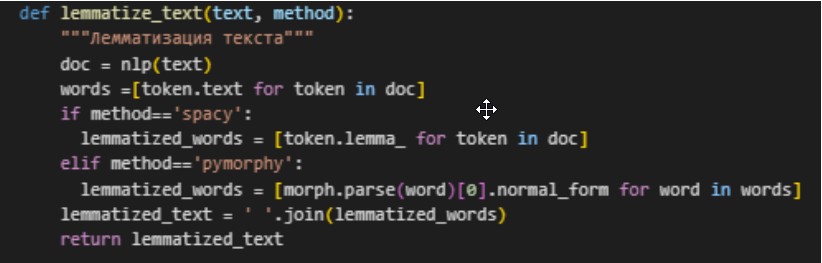 def lemmatize_text(text, method):
    """Лемматизация текста"""
    doc = nlp(text)
    words =[token.text for token in doc]
    if method=='spacy':
      lemmatized_words = [token.lemma_ for token in doc]
    elif method=='pymorphy':
      lemmatized_words = [morph.parse(word)[0].normal_form for word in words]
    lemmatized_text = ' '.join(lemmatized_words)
    return lemmatized_text